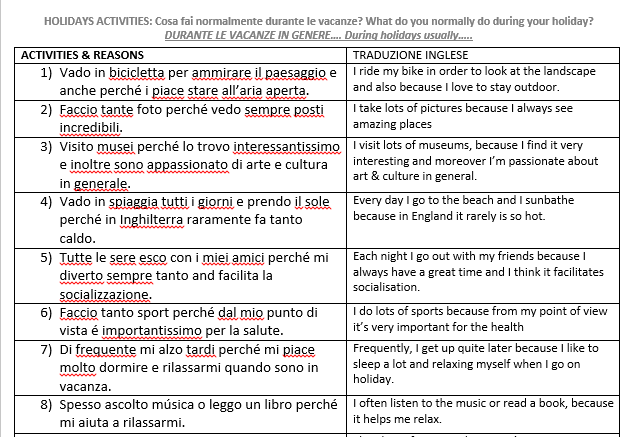 HOLIDAYS ACTIVITIES: Cosa fai normalmente durante le vacanze? What do you normally do during your holiday?
DURANTE LE VACANZE IN GENERE…. During holidays usually…..
ACTIVITIES & REASONS
TRADUZIONE INGLESE
1) Vado in bicicletta per ammirare il paesaggio e
anche perché i piace stare all'aria aperta.
I ride my bike in order to look at the landscape
and also because I love to stay outdoor.
2) Faccio tante foto perché vedo sempre posti
incredibili.
I take lots of pictures because I always see
amazing places
3) Visito musei perché lo trovo interessantissimo
e inoltre sono appassionato di arte e cultura
in generale.
I visit lots of museums, because I find it very
interesting and moreover I'm passionate about
art & culture in general.
4) Vado in spiaggia tutti i giorni e prendo il sole
perché in Inghilterra raramente fa tanto
caldo.
Every day I go to the beach and I sunbathe
because in England it rarely is so hot.
5) Tutte le sere esco con i miei amici perché mi
diverto sempre tanto and facilita la
socializzazione.
Each night I go out with my friends because I
always have a great time and I think it facilitates
socialisation.
6) Faccio tanto sport perché dal mio punto di
vista é importantissimo per la salute.
I do lots of sports because from my point of view
it's very important for the health
7) Di frequente mi alzo tardi perché mi piace
molto dormire e rilassarmi quando sono in
vacanza.
Frequently, I get up quite later because I like to
sleep a lot and relaxing myself when I go on
holiday.
8) Spesso ascolto música o leggo un libro perché
mi aiuta a rilassarmi.
I often listen to the music or read a book, because
it helps me relax.